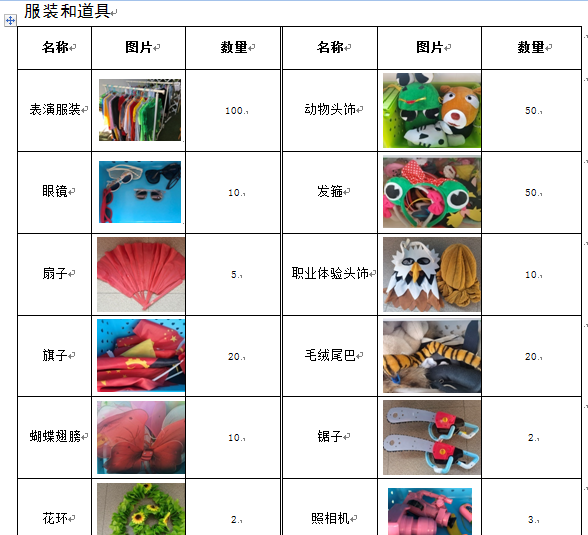 服装和道具
名称 图片 数量 名称 图片 数量
表演服装 100. 动物头饰 50.
眼镜 10. 发箍 50.
扇子 5. 职业体验头饰 10.
旗子 20. 毛绒尾巴 20.
蝴蝶翅膀 10. 锯子 2.
花环 2. 照相机 3.